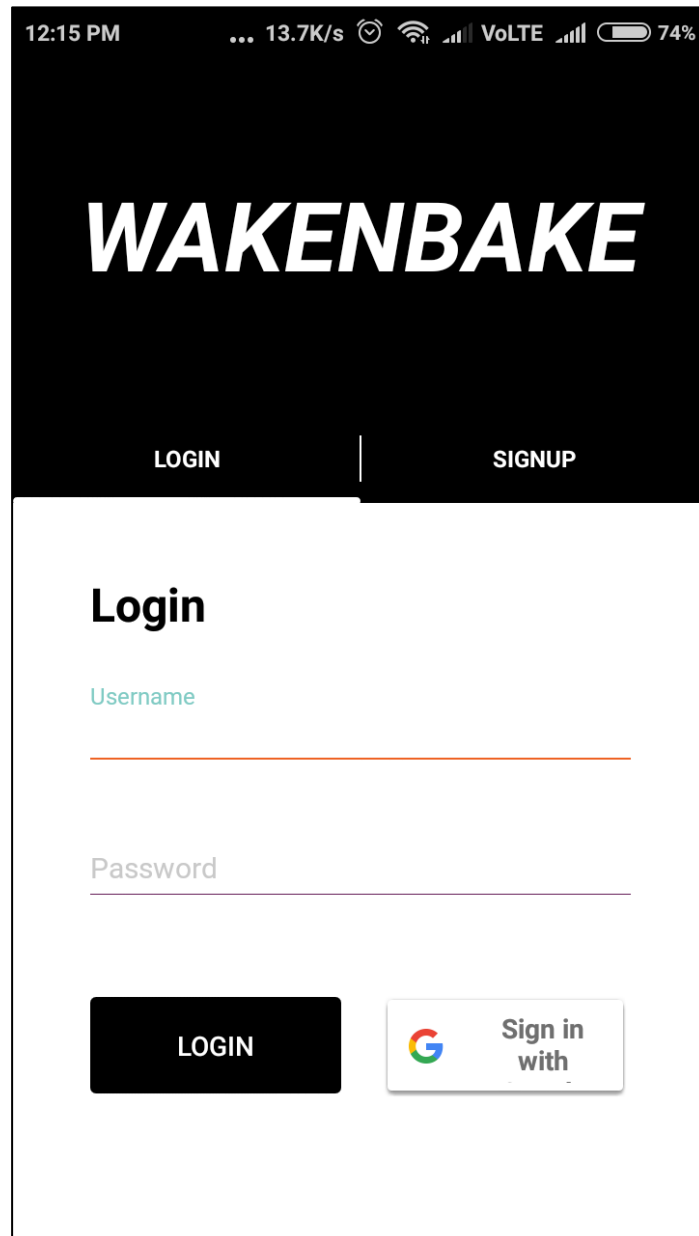 12:15 PM ... 13.7K/s VoLTE 74%
WAKENBAKE
LOGIN SIGNUP
Login
Username
Password
LOGIN
Sign in
with